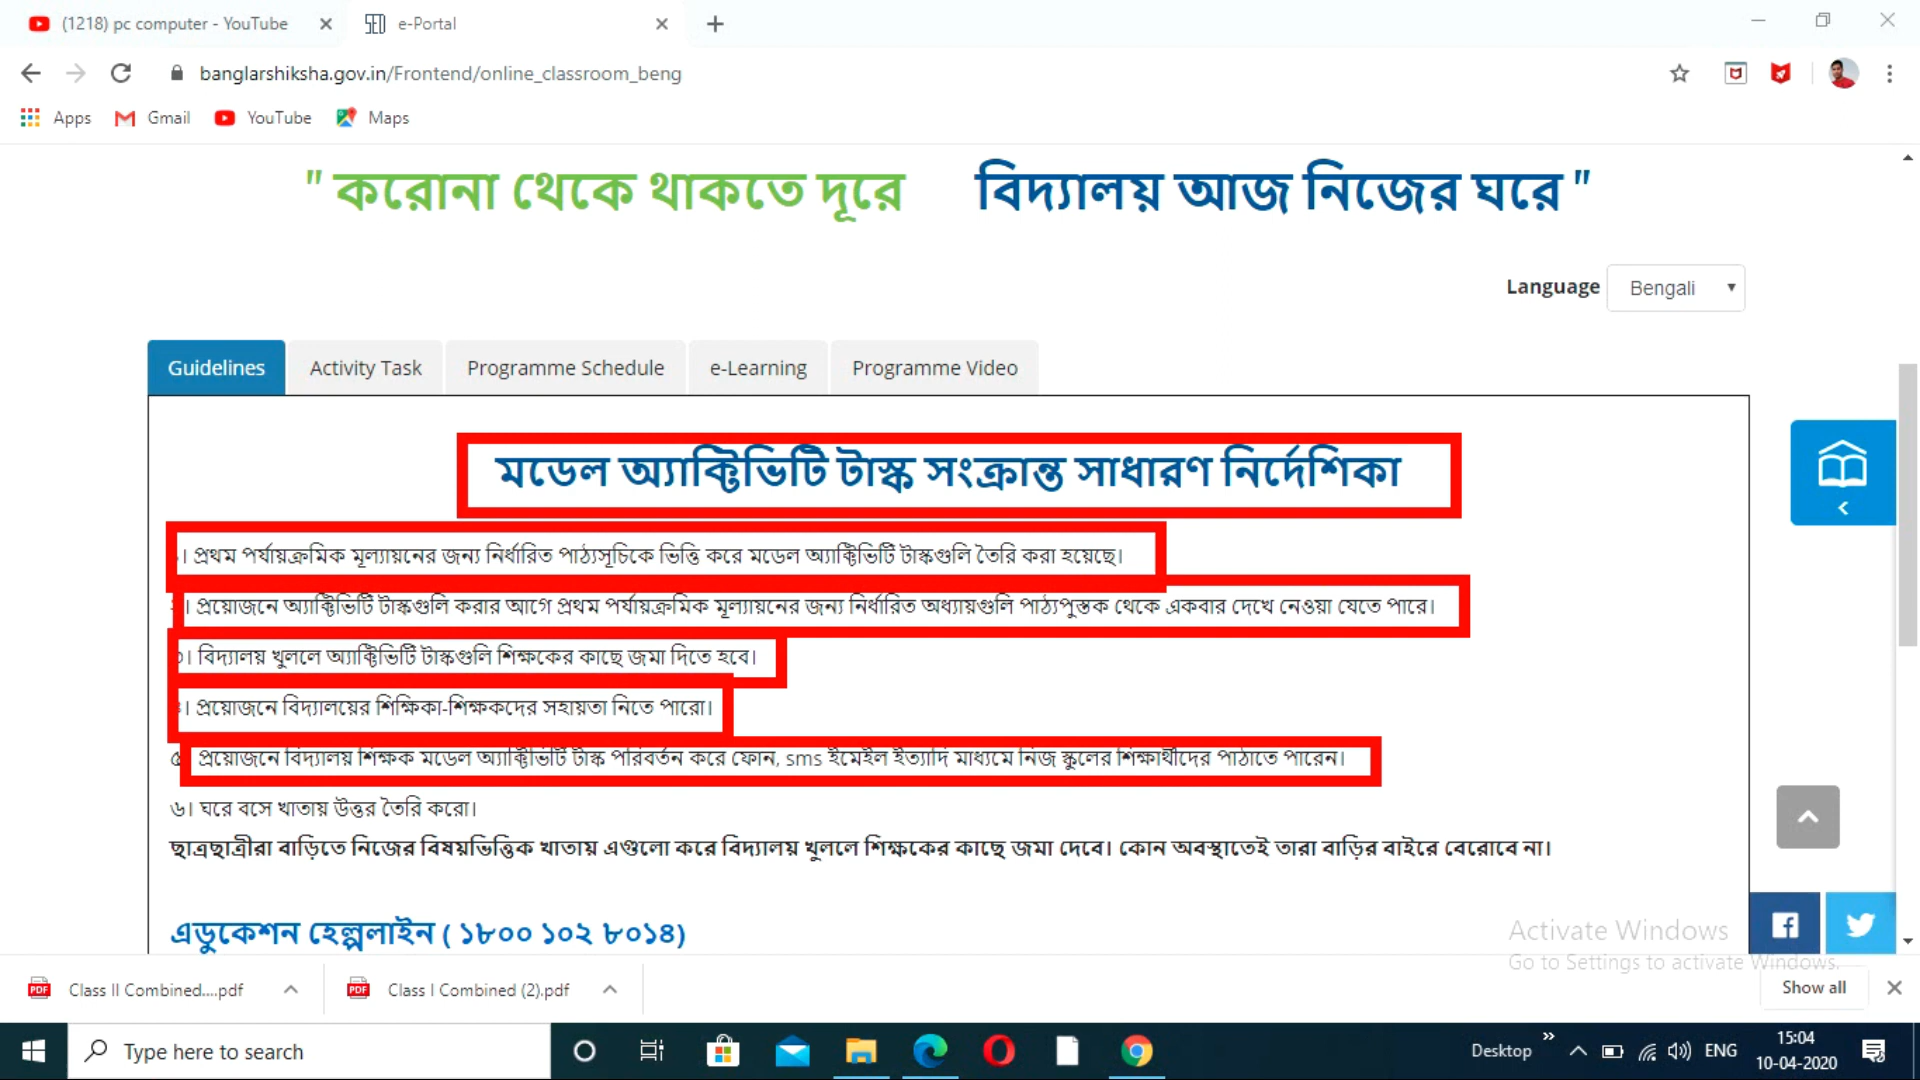 (1218) pc computer - YouTube
e-Portal
banglarshiksha.gov.in/Frontend/online_classroom_beng
Apps Gmail YouTube Maps
" করোনা থেকে থাকতে দূরে বিদ্যালয় আজ নিজের ঘরে "
Language Bengali
Guidelines Activity Task Programme Schedule e-Learning Programme Video
মডেল অ্যাক্টিভিটি টাস্ক সংক্রান্ত সাধারণ নির্দেশিকা
। প্রথম পর্যায়ক্রমিক মূল্যায়নের জন্য নির্ধারিত পাঠ্যসূচিকে ভিত্তি করে মডেল অ্যাক্টিভিটি টাস্কগুলি তৈরি করা হয়েছে।
। প্রয়োজনে অ্যাক্টিভিটি টাস্কগুলি করার আগে প্রথম পর্যায়ক্রমিক মূল্যায়নের জন্য নির্ধারিত অধ্যায়গুলি পাঠ্যপুস্তক থেকে একবার দেখে নেওয়া যেতে পারে।
। বিদ্যালয় খুললে অ্যাক্টিভিটি টাস্কগুলি শিক্ষকের কাছে জমা দিতে হবে।
। প্রয়োজনে বিদ্যালয়ের শিক্ষিকা-শিক্ষকদের সহায়তা নিতে পারো।
৫ প্রয়োজনে বিদ্যালয় শিক্ষক মডেল অ্যাক্টিভিটি টাস্ক পরিবর্তন করে ফোন, sms ইমেইল ইত্যাদি মাধ্যমে নিজ স্কুলের শিক্ষার্থীদের পাঠাতে পারেন।
৬। ঘরে বসে খাতায় উত্তর তৈরি করো।
ছাত্রছাত্রীরা বাড়িতে নিজের বিষয়ভিত্তিক খাতায় এগুলো করে বিদ্যালয় খুললে শিক্ষকের কাছে জমা দেবে। কোন অবস্থাতেই তারা বাড়ির বাইরে বেরোবে না।
এডুকেশন হেল্পলাইন ( ১৮০০ ১০২ ৮০১৪)
Activate Windows
Go to Settings to activate Windows.
Class II Combined....pdf Class I Combined (2).pdf Show all
Type here to search
Desktop ENG 15:04
10-04-2020